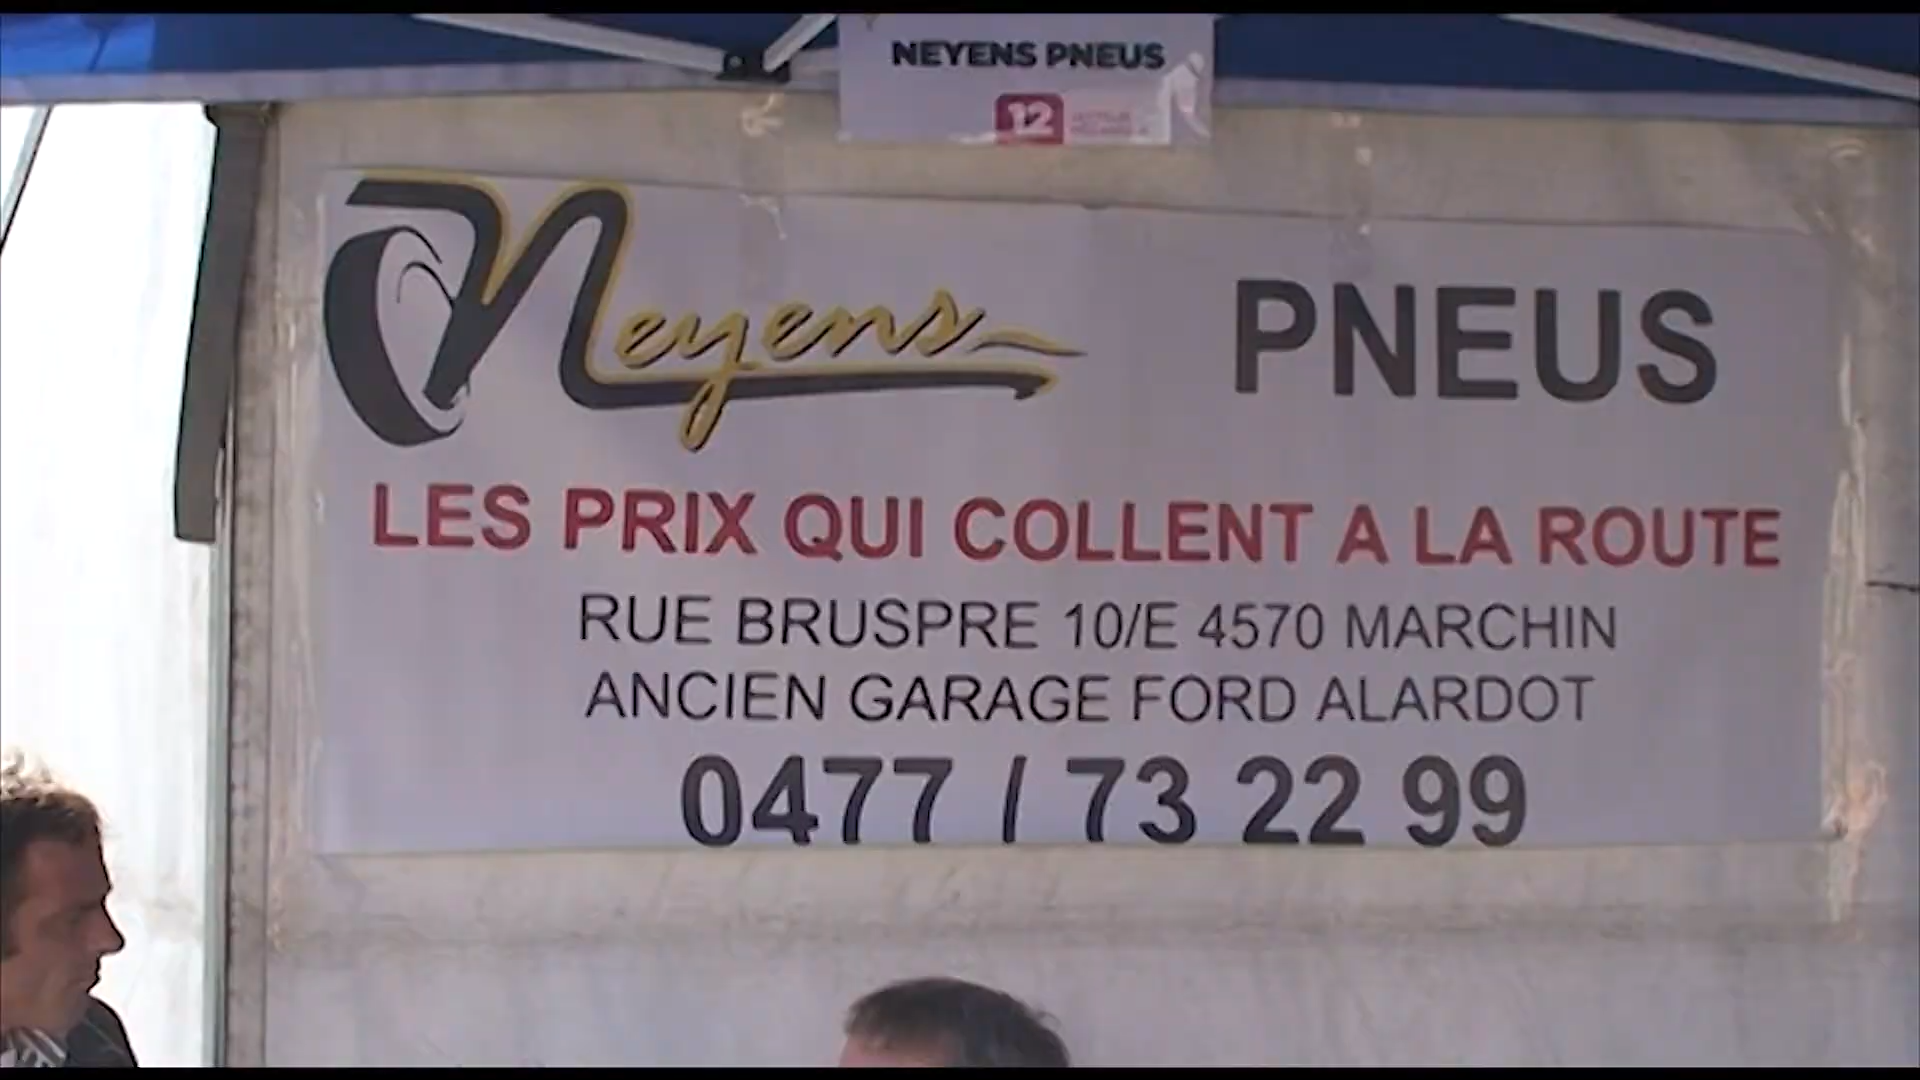 NEYENS PNEUS
12
Neyens PNEUS
LES PRIX QUI COLLENT A LA ROUTE
RUE BRUSPRE 10/E 4570 MARCHIN
ANCIEN GARAGE FORD ALARDOT
0477 / 73 22 99